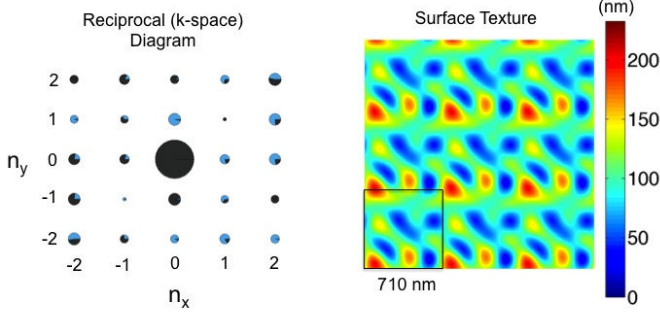 Reciprocal (k-space)
Diagram
Surface Texture
(nm)
2
1
0
-1
-2
n_y
-2 -1 0 1 2
n_x
710 nm
200
150
100
50
0